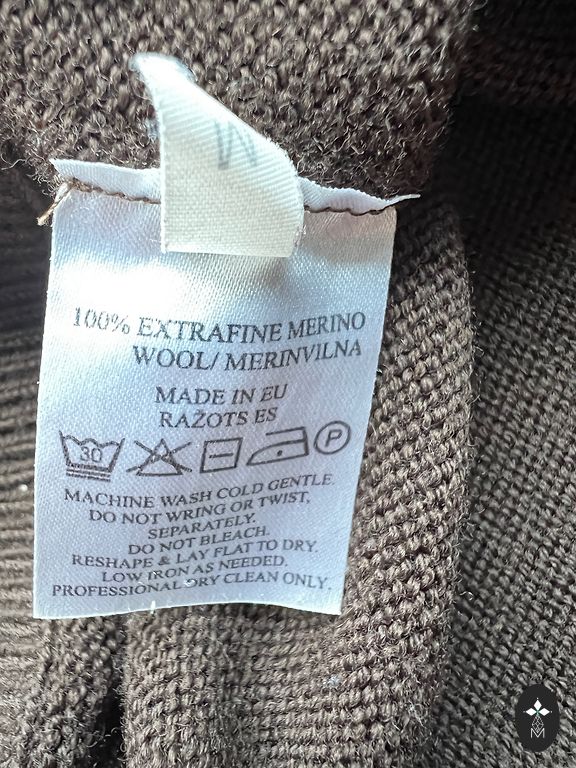 M
100% EXTRAFINE MERINO
WOOL/ MERINVILNA
MADE IN EU
RAŽOTS ES
30 P
MACHINE WASH COLD GENTLE.
DO NOT WRING OR TWIST,
SEPARATELY.
DO NOT BLEACH.
RESHAPE & LAY FLAT TO DRY.
LOW IRON AS NEEDED.
PROFESSIONAL DRY CLEAN ONLY.
M